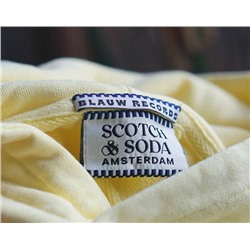 BLAUW RECORDS
SCOTCH
& SODA
AMSTERDAM